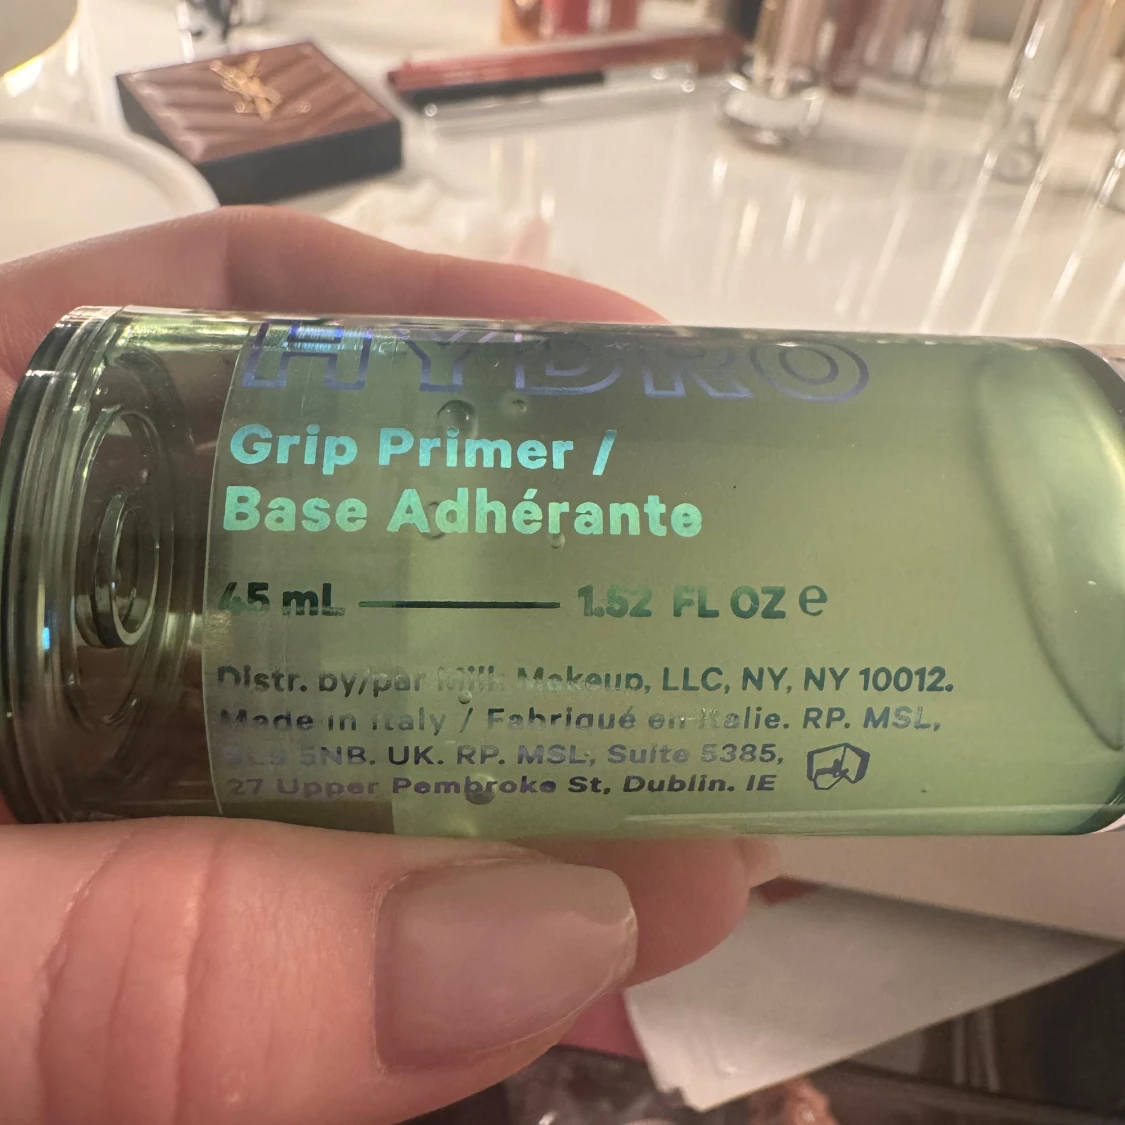 HYDRO
Grip Primer /
Base Adhérante
45 mL 1.52 FL OZ e
Distr. by/par Milk Makeup, LLC, NY, NY 10012.
Made in Italy / Fabriqué en Italie. RP. MSL,
5NB. UK. RP. MSL, Suite 5385,
27 Upper Pembroke St, Dublin. IE
YSL